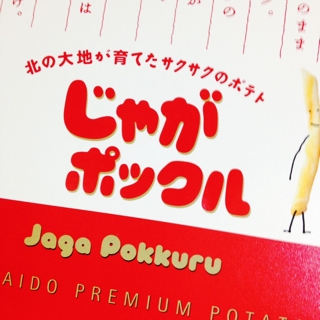 北の大地が育てたサクサクのポテト
じゃが
ポックル
Jaga Pokkuru
AIDO PREMIUM POTAT